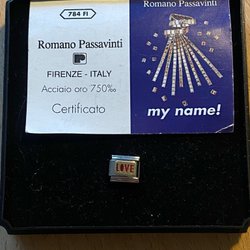 784 FI
Romano Passavinti
FIRENZE - ITALY
Acciaio oro 750‰
Certificato
Romano Passavinti
my name!
LOVE